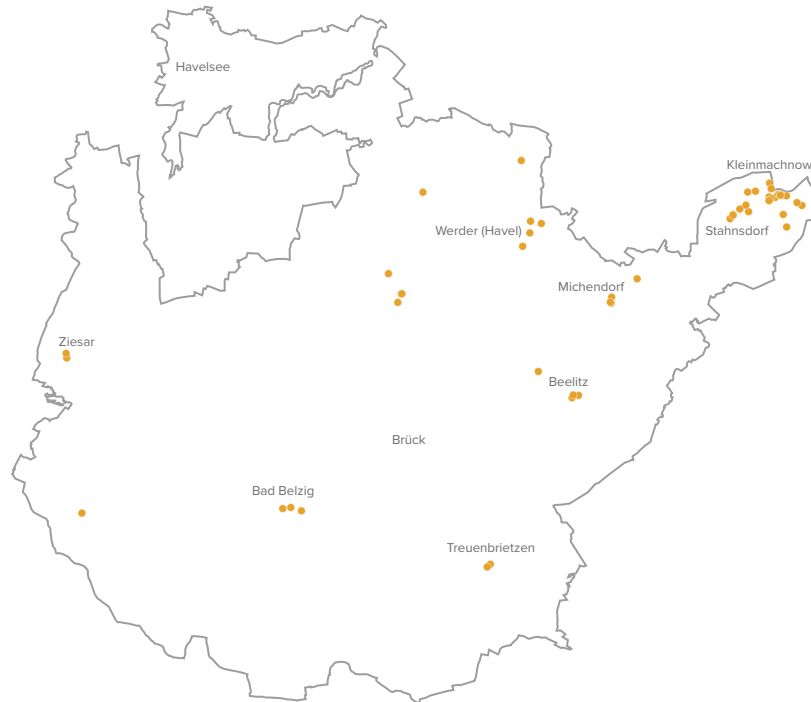 Havelsee
Kleinmachnow
Werder (Havel)
Stahnsdorf
Michendorf
Ziesar
Beelitz
Brück
Bad Belzig
Treuenbrietzen